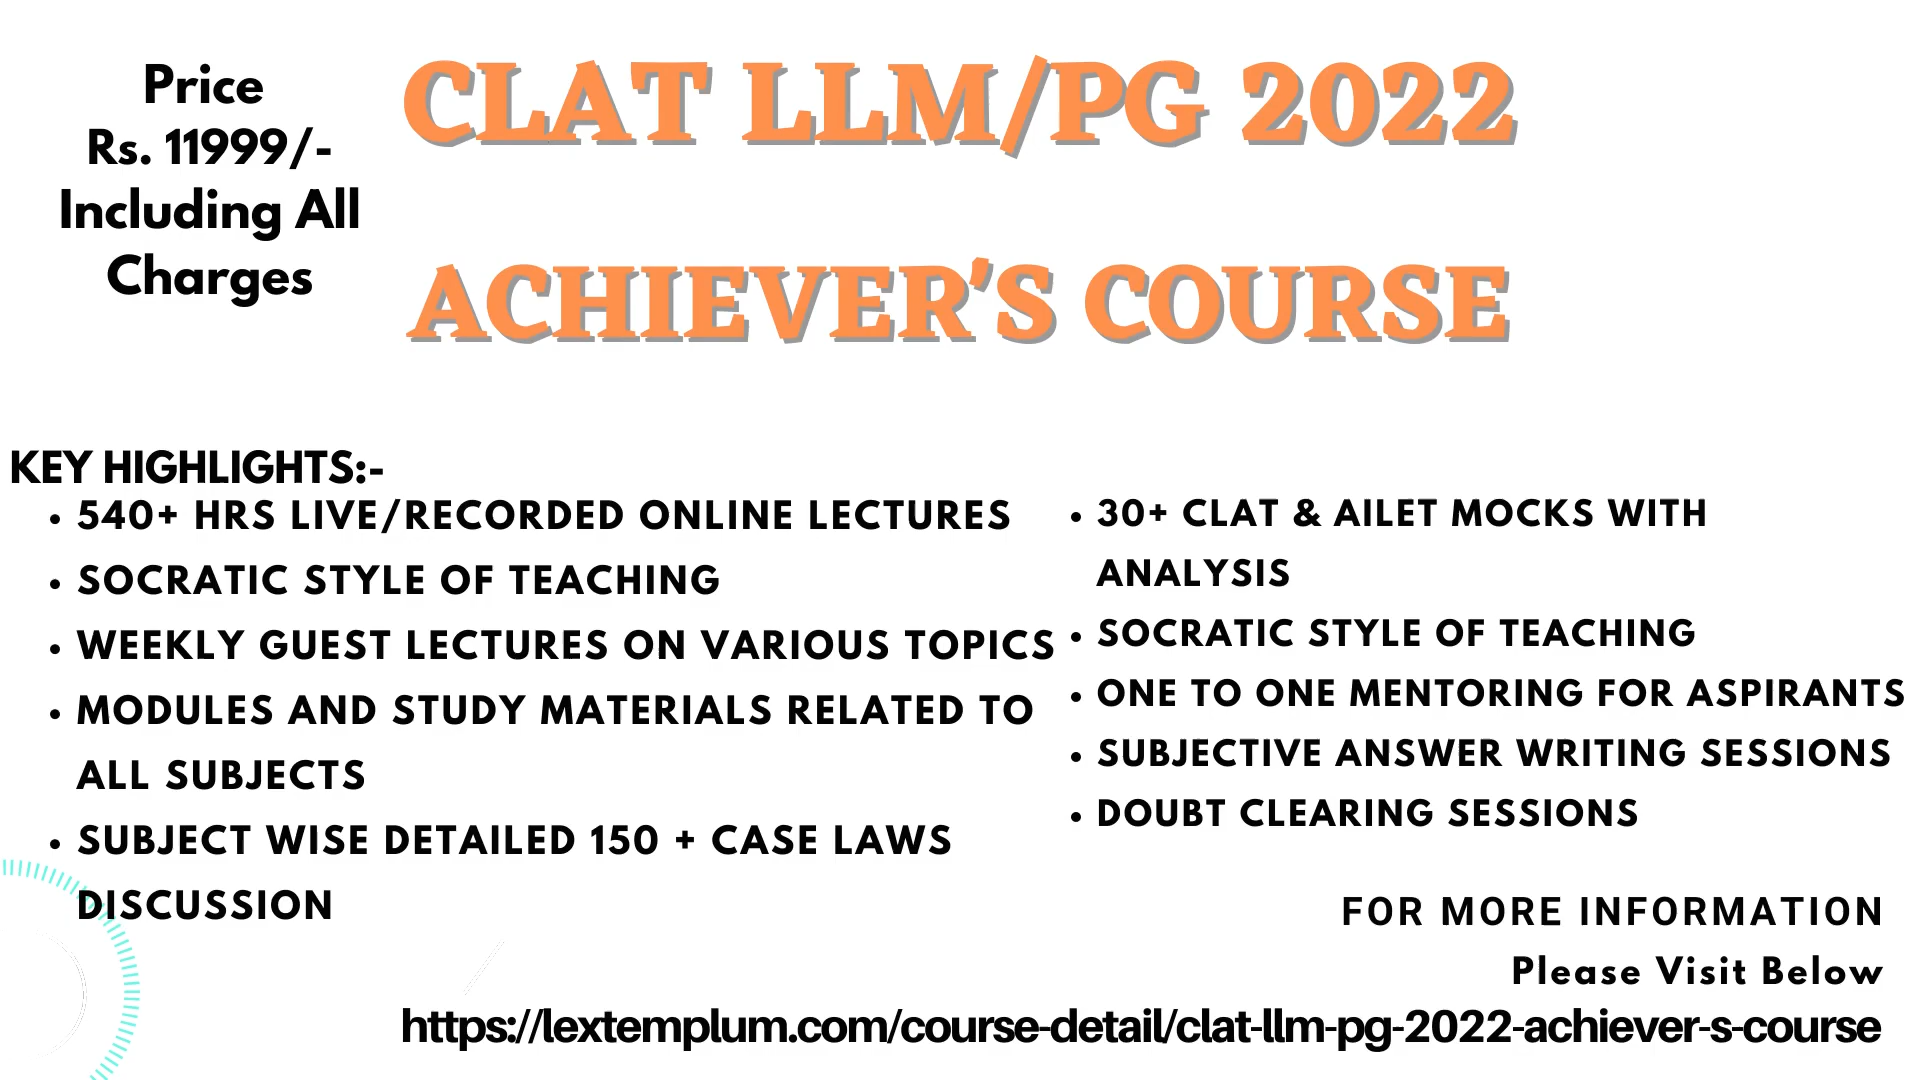 Price
Rs. 11999/-
Including All
Charges
CLAT LLM/PG 2022
ACHIEVER'S COURSE
KEY HIGHLIGHTS:-
• 540+ HRS LIVE/RECORDED ONLINE LECTURES
• SOCRATIC STYLE OF TEACHING
• WEEKLY GUEST LECTURES ON VARIOUS TOPICS
• MODULES AND STUDY MATERIALS RELATED TO
ALL SUBJECTS
• SUBJECT WISE DETAILED 150 + CASE LAWS
DISCUSSION
• 30+ CLAT & AILET MOCKS WITH
ANALYSIS
• SOCRATIC STYLE OF TEACHING
• ONE TO ONE MENTORING FOR ASPIRANTS
• SUBJECTIVE ANSWER WRITING SESSIONS
• DOUBT CLEARING SESSIONS
FOR MORE INFORMATION
Please Visit Below
https://lextemplum.com/course-detail/clat-llm-pg-2022-achiever-s-course